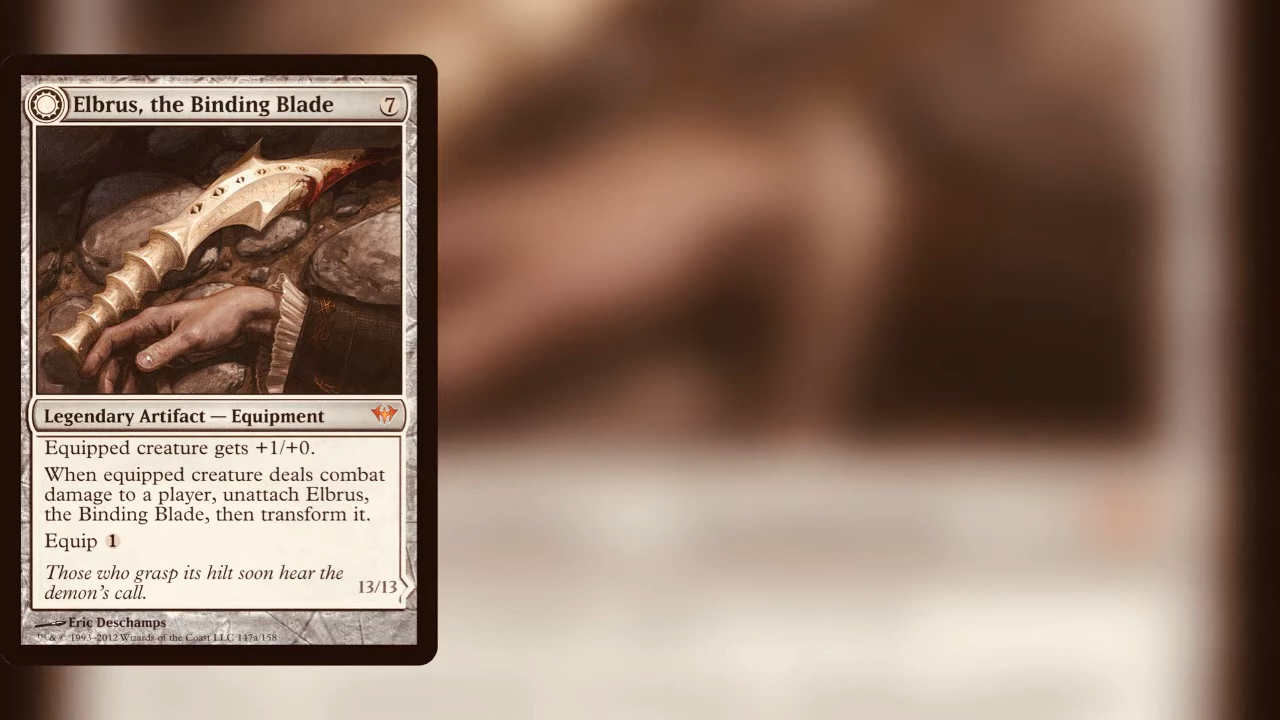 Elbrus, the Binding Blade 7
Legendary Artifact — Equipment
Equipped creature gets +1/+0.
When equipped creature deals combat
damage to a player, unattach Elbrus,
the Binding Blade, then transform it.
Equip 1
Those who grasp its hilt soon hear the
demon's call.
13/13
Eric Deschamps
™ & © 1993–2012 Wizards of the Coast LLC 147a/158